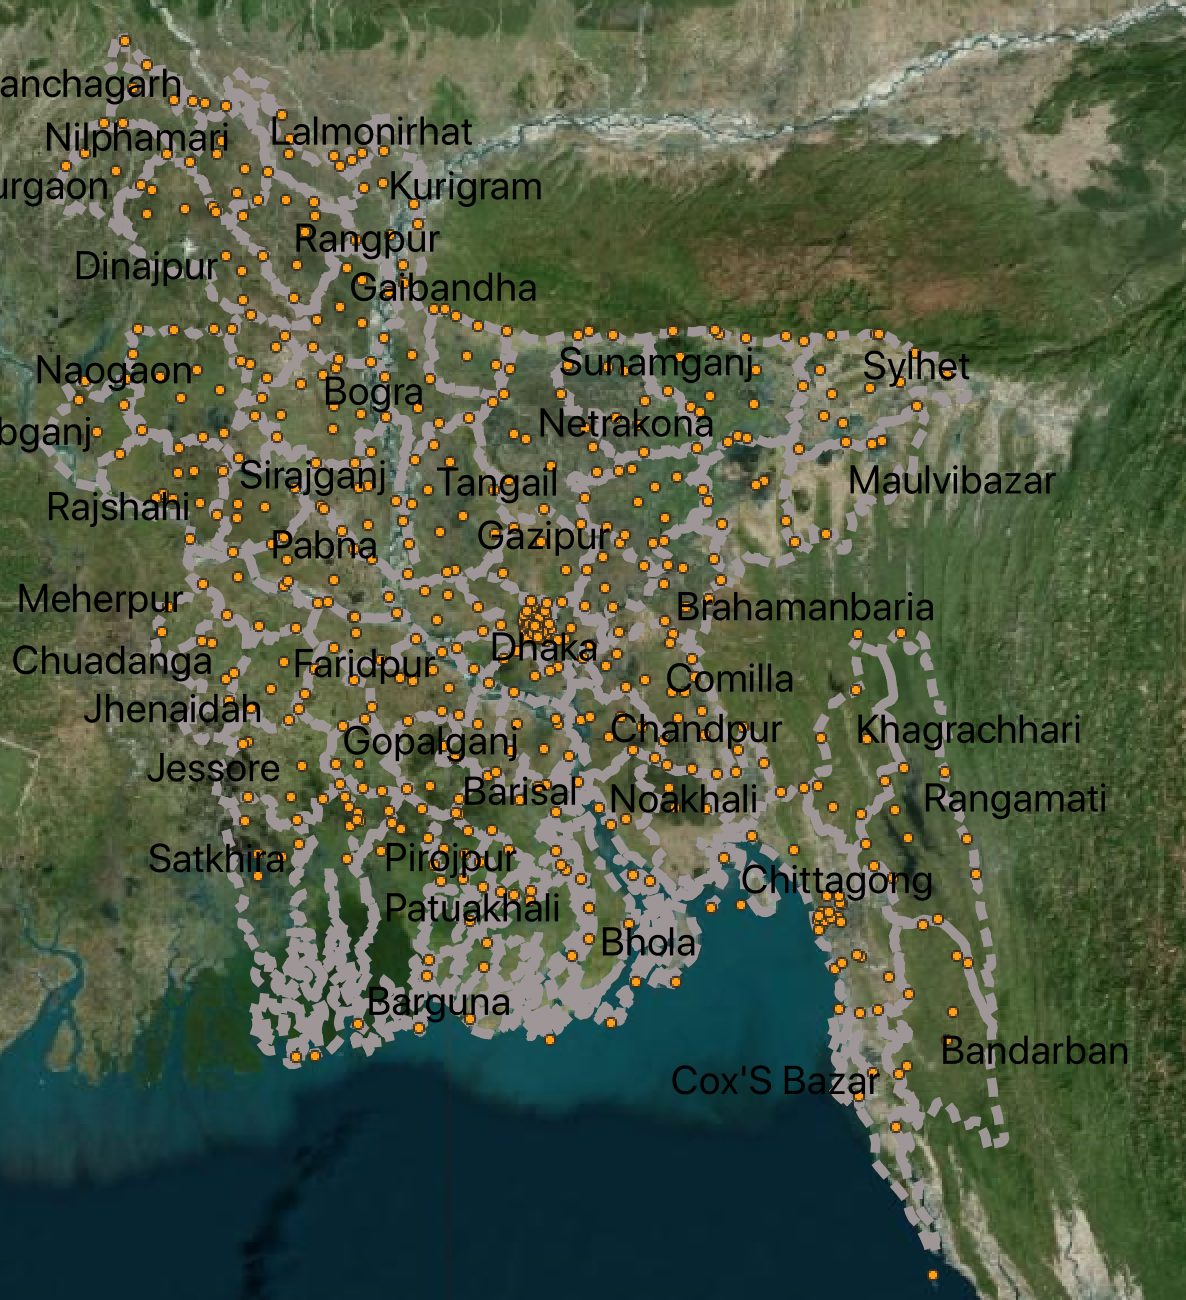 anchagarh
Nilphamari
Lalmonirhat
urgaon
Kurigram
Rangpur
Dinajpur
Gaibandha
Naogaon
Sunamganj
Sylhet
Bogra
bganj
Netrakona
Sirajganj
Tangail
Maulvibazar
Rajshahi
Pabna
Gazipur
Meherpur
Brahamanbaria
Chuadanga
Faridpur
Dhaka
Comilla
Jhenaidah
Gopalganj
Chandpur
Khagrachhari
Jessore
Barisal
Noakhali
Rangamati
Satkhira
Pirojpur
Chittagong
Patuakhali
Bhola
Barguna
Bandarban
Cox'S Bazar